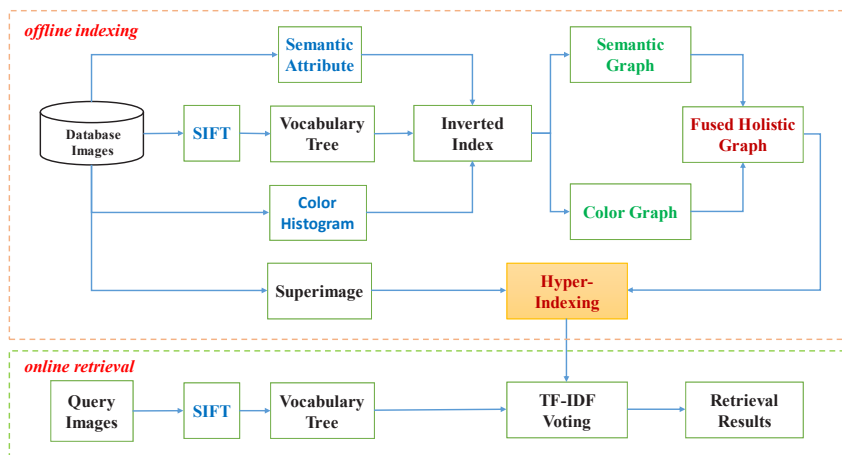 offline indexing
Semantic
Attribute
Semantic
Graph
Database
Images
SIFT
Vocabulary
Tree
Inverted
Index
Fused Holistic
Graph
Color
Histogram
Color Graph
Superimage
Hyper-
Indexing
online retrieval
Query
Images
SIFT
Vocabulary
Tree
TF-IDF
Voting
Retrieval
Results